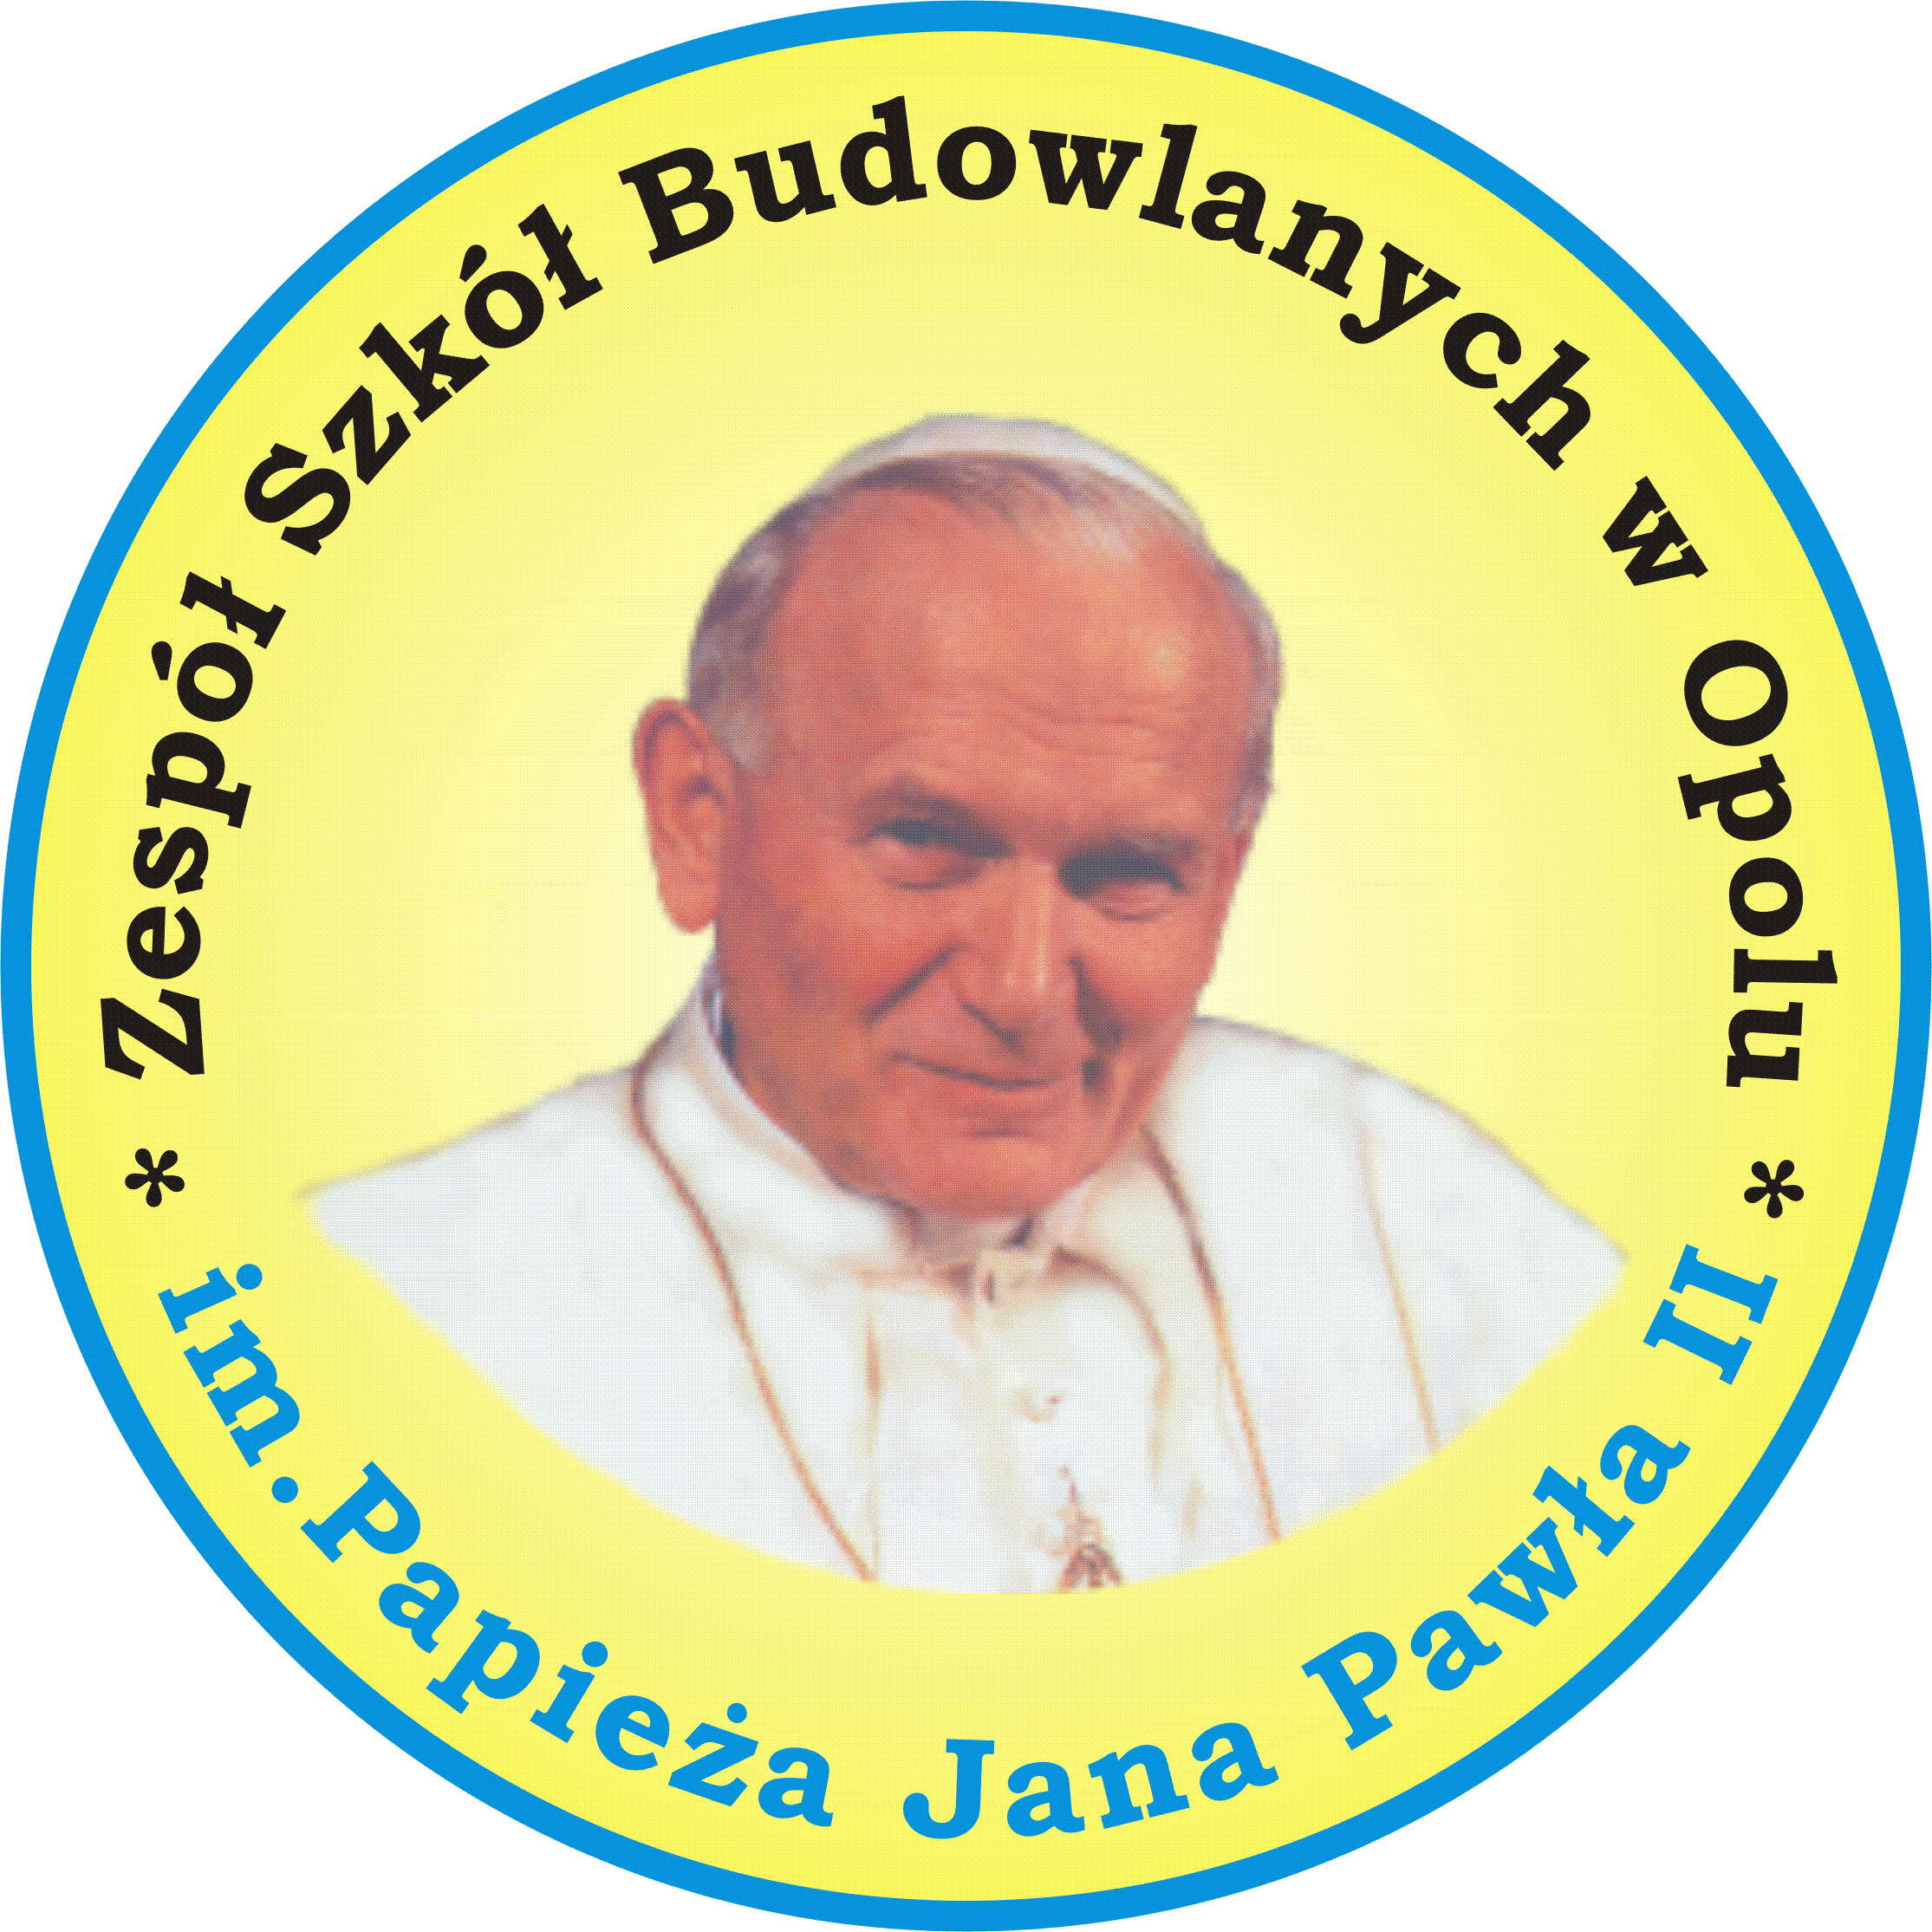 Zespół Szkół Budowlanych w Opolu
* im.Papieża Jana Pawła II *